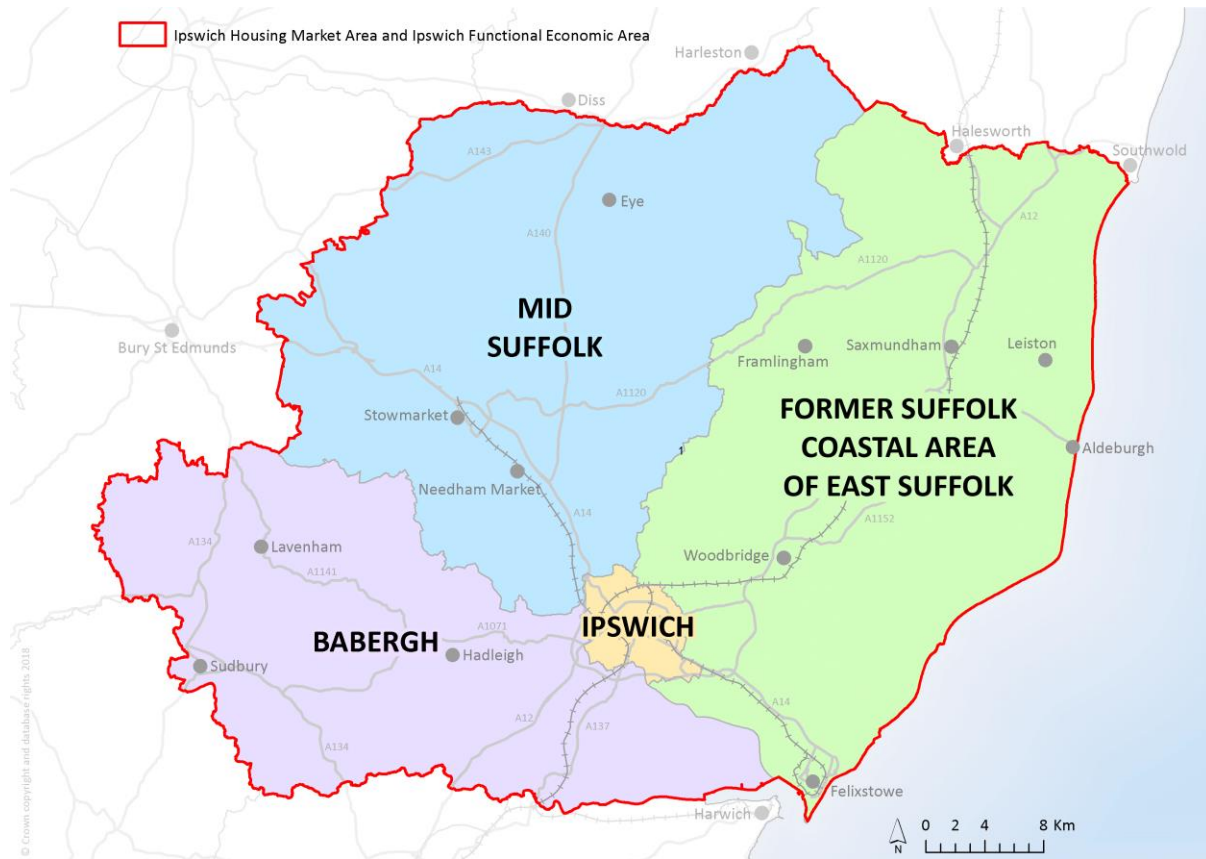 Ipswich Housing Market Area and Ipswich Functional Economic Area
Harleston
Diss
Halesworth
Southwold
A143
Eye
A12
A140
A1120
MID
SUFFOLK
Bury St Edmunds
Framlingham
Saxmundham
Leiston
A14
A1120
Stowmarket
FORMER SUFFOLK
COASTAL AREA
OF EAST SUFFOLK
Aldeburgh
1
Needham Market
A14
A1152
A134
Lavenham
Woodbridge
A1141
IPSWICH
A1071
BABERGH
Hadleigh
Sudbury
A14
A12
A137
A134
Felixstowe
Harwich
N
0 2 4 8 Km
© Crown copyright and database rights 2018